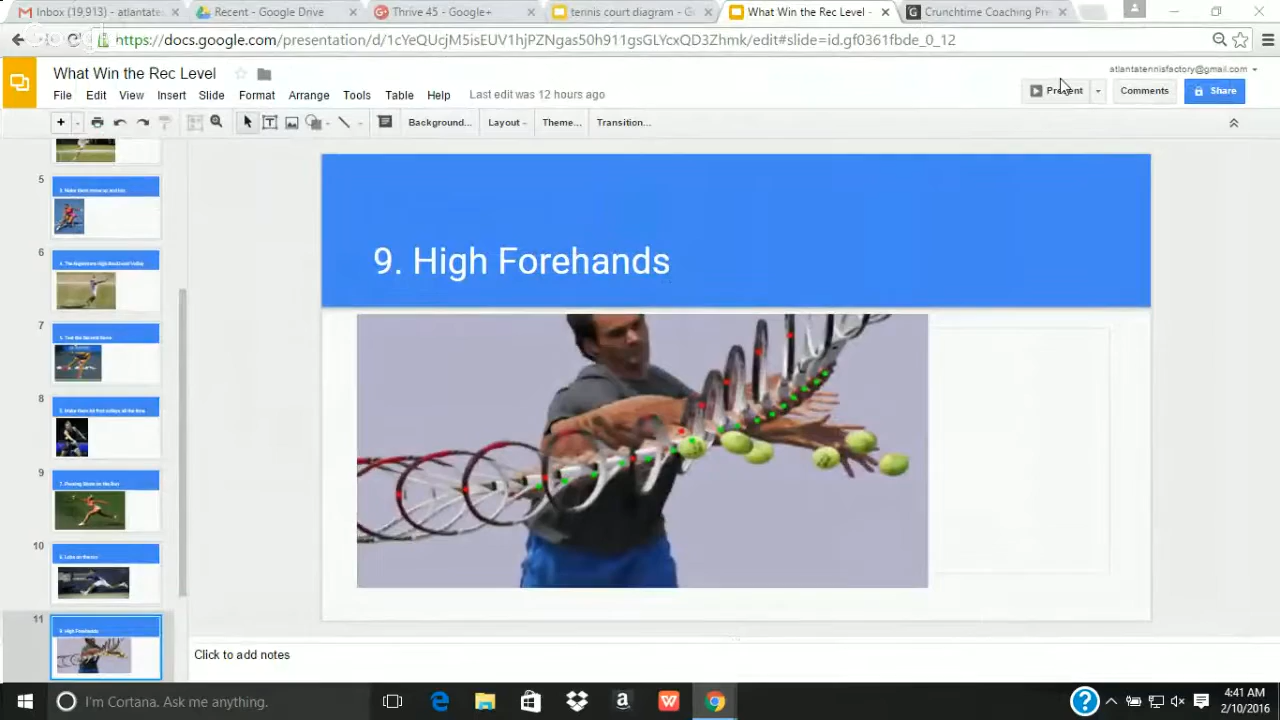 Inbox (19,913) - atlantate
Recent - Google Drive
Thrive 45 - Google+
tennis court diagram - G
What Win the Rec Level -
Crunchtime Coaching Pr
https://docs.google.com/presentation/d/1cYeQUcjM5isEUV1hjPZNgas50h911gsGLYcxQD3Zhmk/edit#slide=id.gf0361fbde_0_12
What Win the Rec Level
atlantatennisfactory@gmail.com
File Edit View Insert Slide Format Arrange Tools Table Help Last edit was 12 hours ago
Present Comments Share
Background... Layout Theme... Transition...
5
6
7
8
9
10
11
9. High Forehands
9. High Forehands
Click to add notes
I'm Cortana. Ask me anything.
4:41 AM
2/10/2016